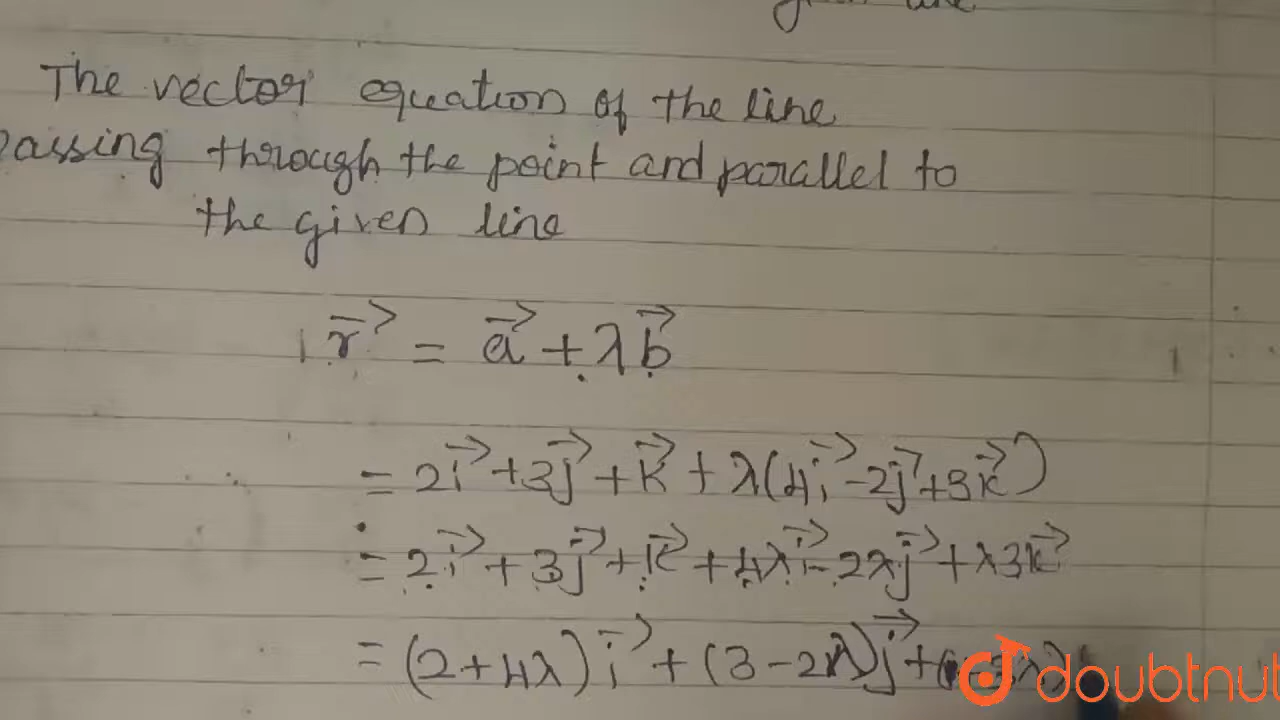 The vector equation of the line
passing through the point and parallel to
the given line
r⃗ = a⃗ + λb⃗
= 2i⃗ + 3j⃗ + k⃗ + λ(4i⃗ - 2j⃗ + 3k⃗)
= 2i⃗ + 3j⃗ + k⃗ + 4λi⃗ - 2λj⃗ + λ3k⃗
= (2+4λ)i⃗ + (3-2λ)j⃗ +
doubtnut